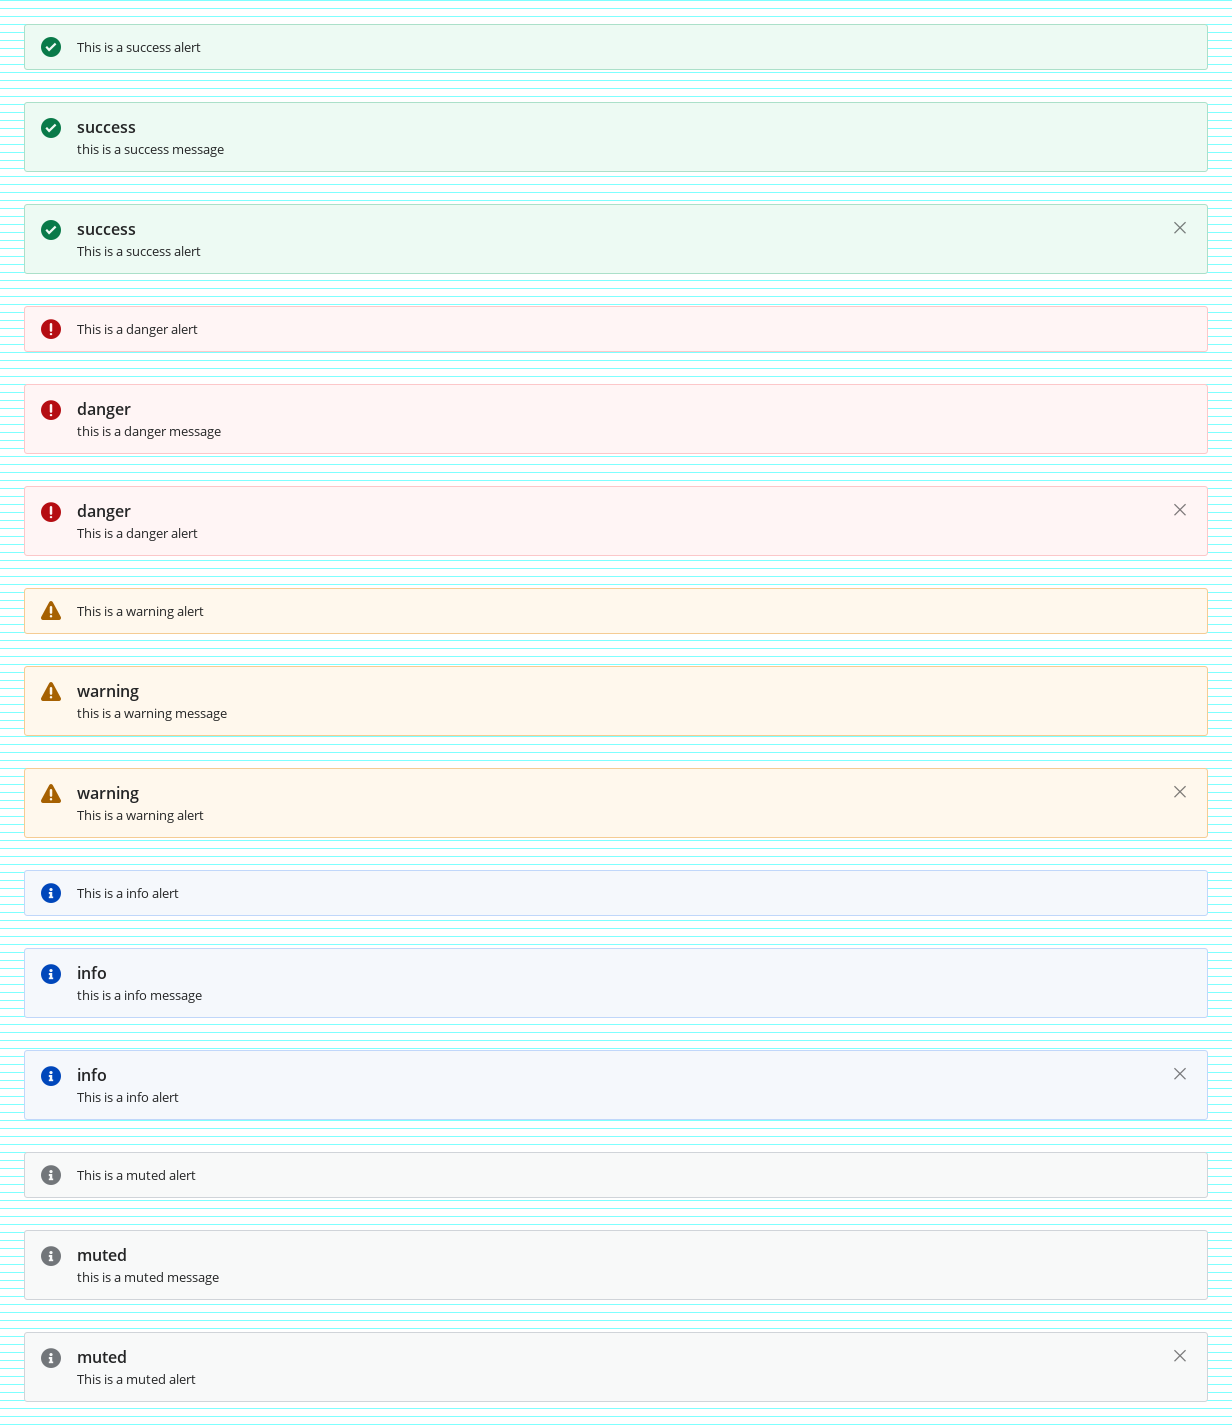 This is a success alert
success
this is a success message
success
This is a success alert
This is a danger alert
danger
this is a danger message
danger
This is a danger alert
This is a warning alert
warning
this is a warning message
warning
This is a warning alert
This is a info alert
info
this is a info message
info
This is a info alert
This is a muted alert
muted
this is a muted message
muted
This is a muted alert